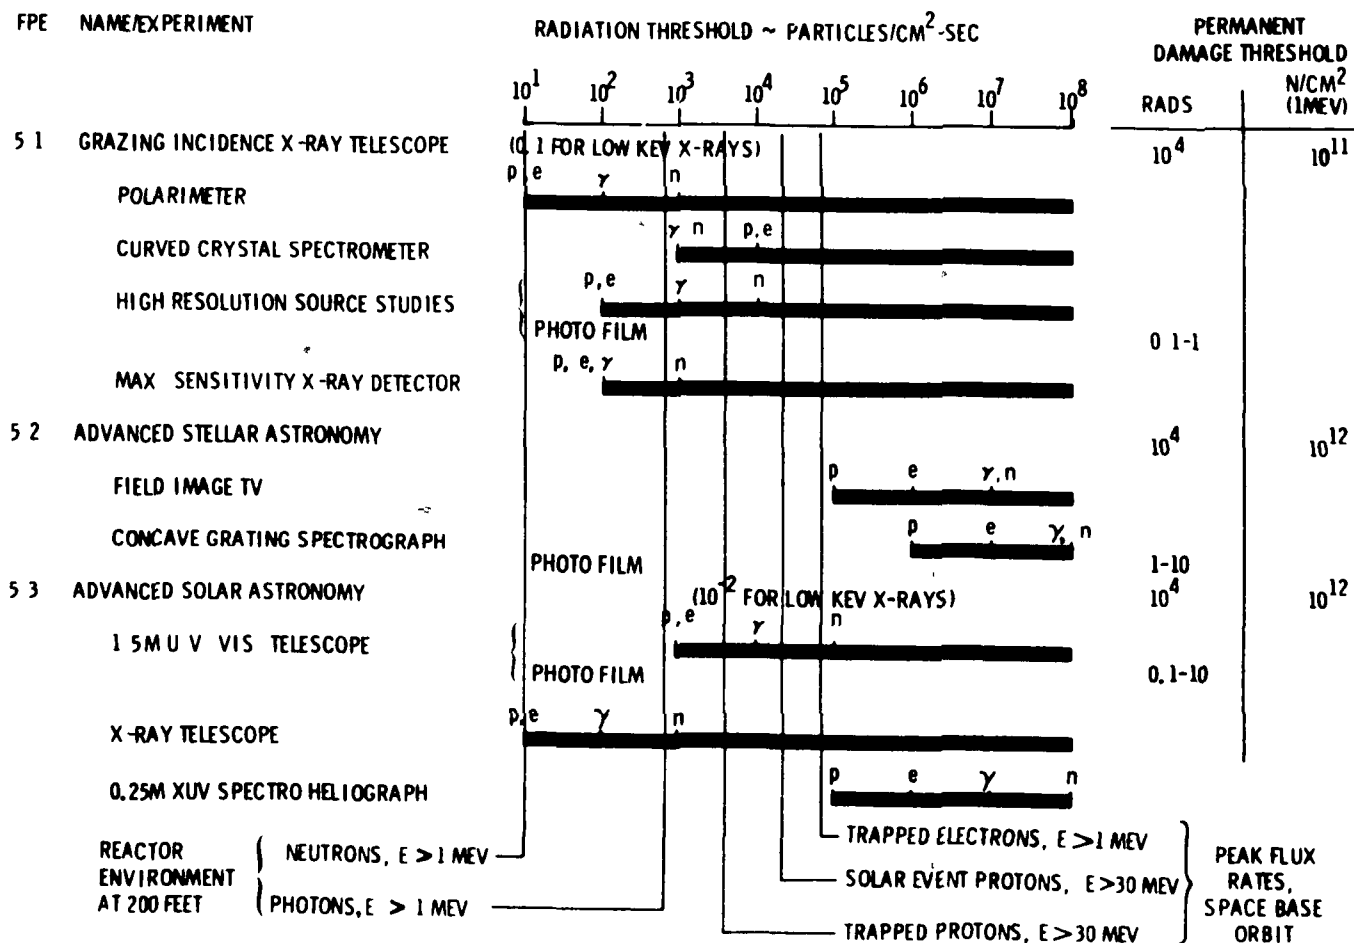 FPE NAME/EXPERIMENT RADIATION THRESHOLD ~ PARTICLES/CM²-SEC PERMANENT DAMAGE THRESHOLD
RADS N/CM² (1MEV)
10¹ 10² 10³ 10⁴ 10⁵ 10⁶ 10⁷ 10⁸
5 1 GRAZING INCIDENCE X-RAY TELESCOPE (0.1 FOR LOW KEV X-RAYS) 10⁴ 10¹¹
p, e γ n
POLARIMETER
γ n p, e
CURVED CRYSTAL SPECTROMETER
p, e γ n
HIGH RESOLUTION SOURCE STUDIES
PHOTO FILM 0 1-1
p, e, γ n
MAX SENSITIVITY X-RAY DETECTOR
5 2 ADVANCED STELLAR ASTRONOMY 10⁴ 10¹²
p e γ, n
FIELD IMAGE TV
p e γ, n
CONCAVE GRATING SPECTROGRAPH
PHOTO FILM 1-10
5 3 ADVANCED SOLAR ASTRONOMY (10⁻² FOR LOW KEV X-RAYS) 10⁴ 10¹²
p, e γ n
1 5M U V VIS TELESCOPE
PHOTO FILM 0.1-10
p,e γ n
X-RAY TELESCOPE
p e γ n
0.25M XUV SPECTRO HELIOGRAPH
REACTOR ENVIRONMENT AT 200 FEET
NEUTRONS, E > 1 MEV
PHOTONS, E > 1 MEV
TRAPPED ELECTRONS, E >1 MEV
SOLAR EVENT PROTONS, E>30 MEV
TRAPPED PROTONS, E>30 MEV
PEAK FLUX
RATES,
SPACE BASE
ORBIT